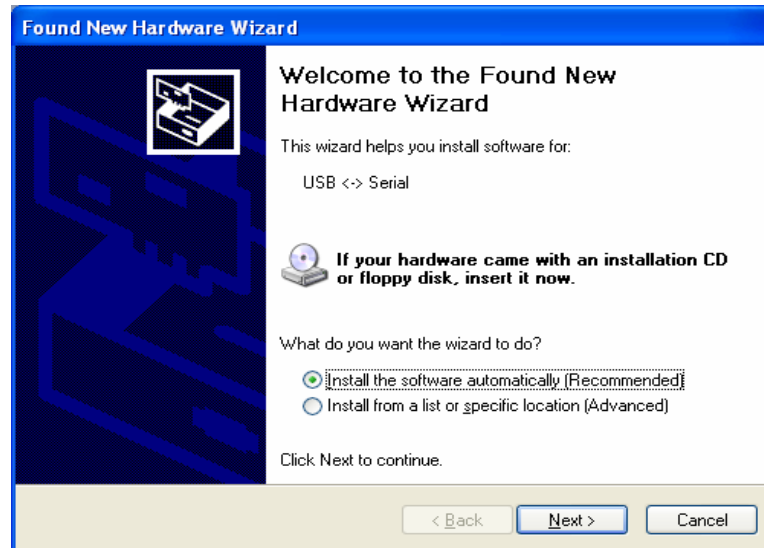 Found New Hardware Wizard
Welcome to the Found New
Hardware Wizard
This wizard helps you install software for:
USB <-> Serial
If your hardware came with an installation CD
or floppy disk, insert it now.
What do you want the wizard to do?
Install the software automatically (Recommended)
Install from a list or specific location (Advanced)
Click Next to continue.
< Back Next > Cancel